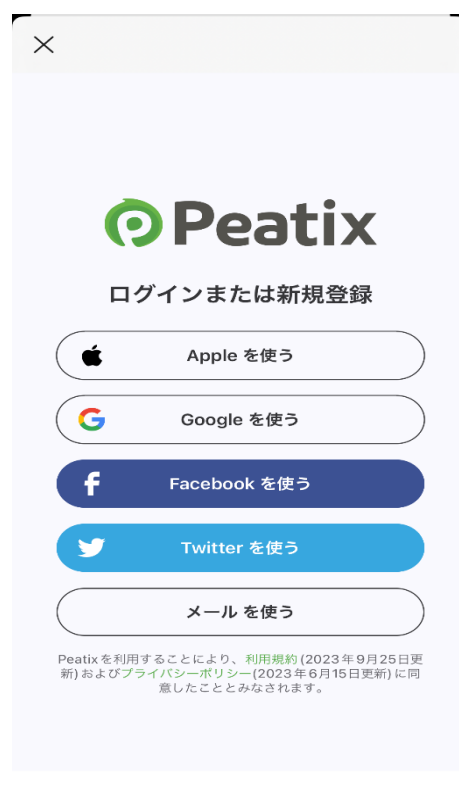 Peatix
ログインまたは新規登録
Apple を使う
Google を使う
Facebook を使う
Twitter を使う
メール を使う
Peatixを利用することにより、利用規約(2023年9月25日更
新)およびプライバシーポリシー(2023年6月15日更新)に同
意したこととみなされます。